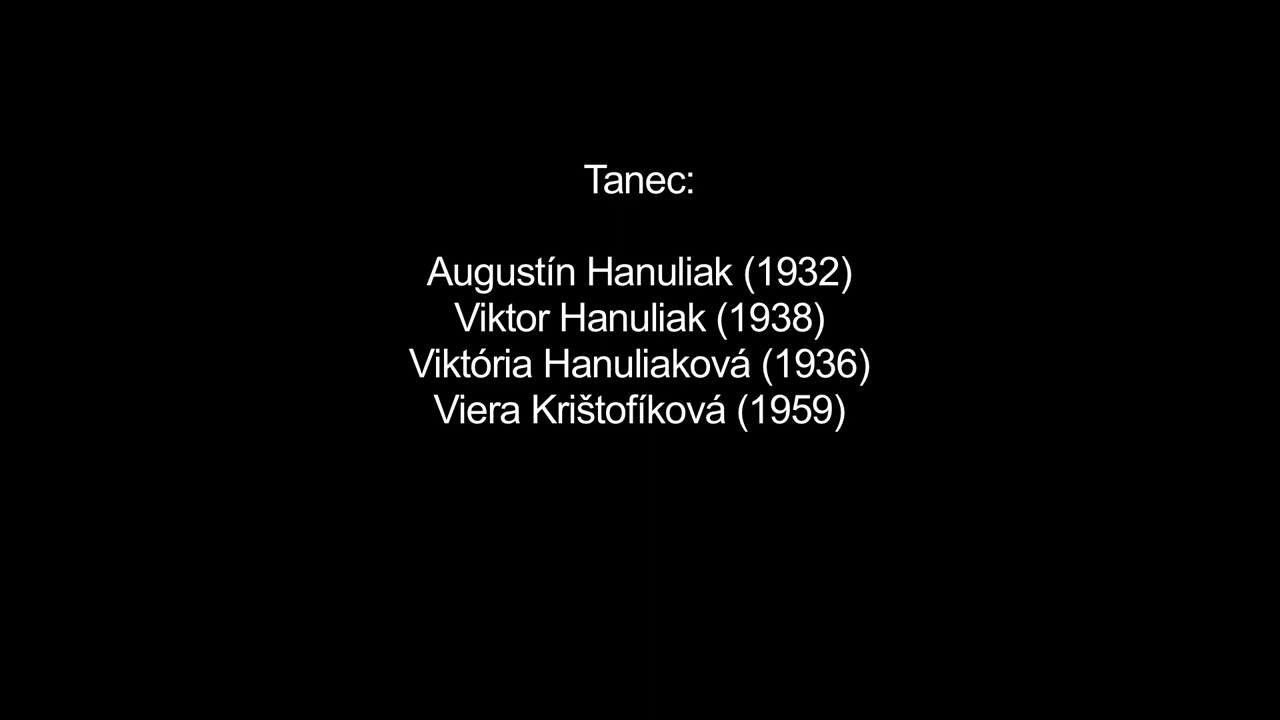 Tanec:
Augustín Hanuliak (1932)
Viktor Hanuliak (1938)
Viktória Hanuliaková (1936)
Viera Krištofíková (1959)